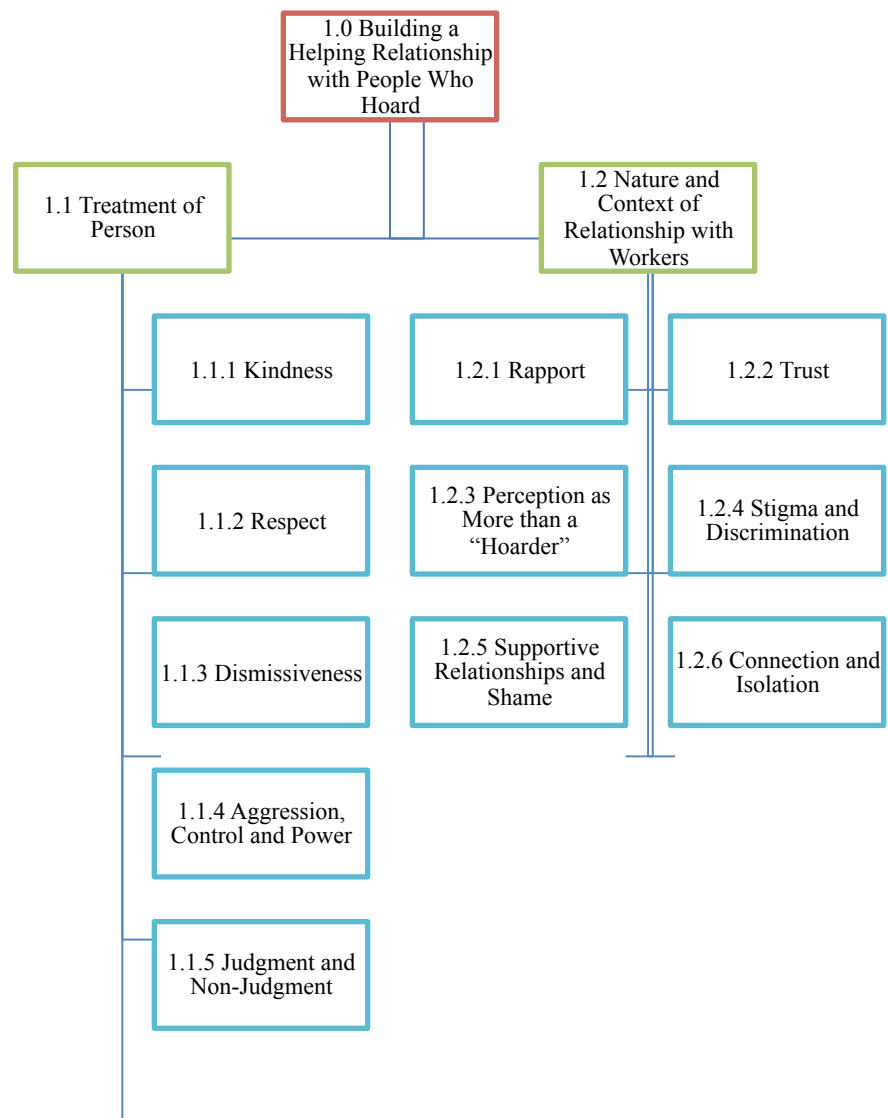 1.0 Building a
Helping Relationship
with People Who
Hoard
1.1 Treatment of
Person
1.2 Nature and
Context of
Relationship with
Workers
1.1.1 Kindness
1.2.1 Rapport
1.2.2 Trust
1.1.2 Respect
1.2.3 Perception as
More than a
“Hoarder”
1.2.4 Stigma and
Discrimination
1.1.3 Dismissiveness
1.2.5 Supportive
Relationships and
Shame
1.2.6 Connection and
Isolation
1.1.4 Aggression,
Control and Power
1.1.5 Judgment and
Non-Judgment